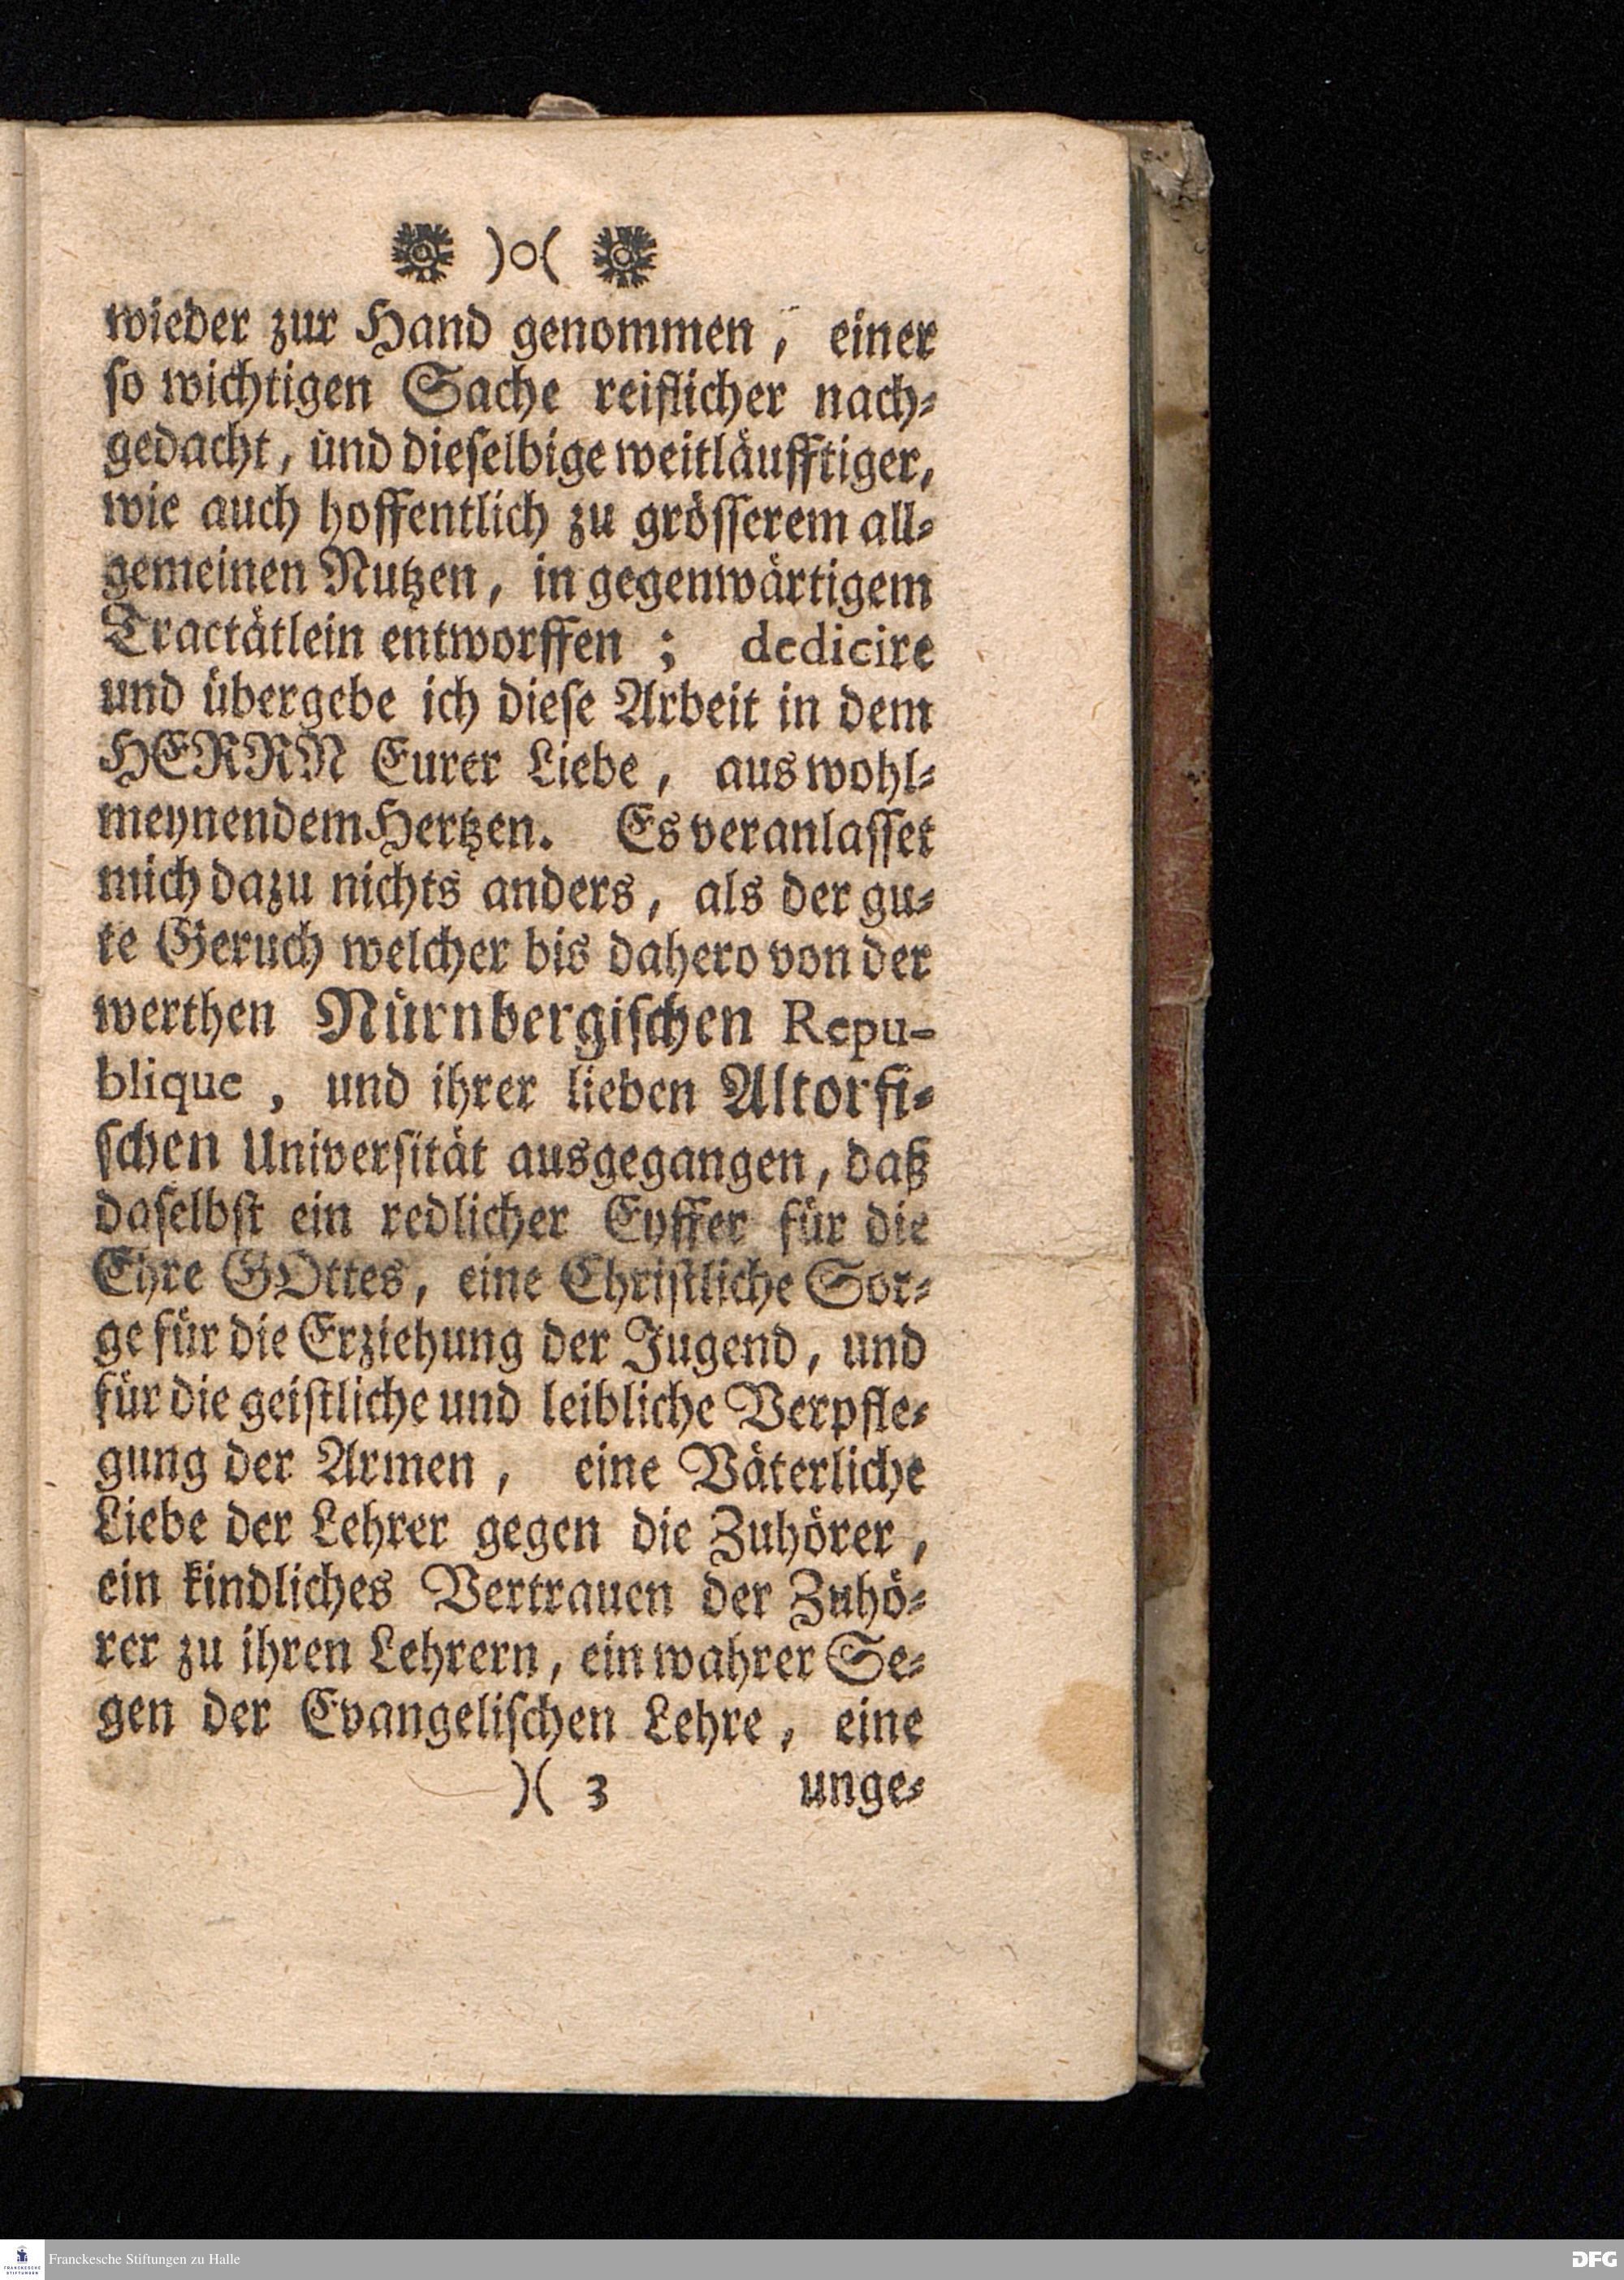 )o(
wieder zur Hand genommen, einer
so wichtigen Sache reiflicher nach-
gedacht, und dieselbige weitläufftiger,
wie auch hoffentlich zu grösserem all-
gemeinen Nutzen, in gegenwärtigem
Tractätlein entworffen; dedicire
und übergebe ich diese Arbeit in dem
HERRN Eurer Liebe, aus wohl-
meynendem Hertzen. Es veranlasset
mich dazu nichts anders, als der gu-
te Geruch welcher bis dahero von der
werthen Nürnbergischen Repu-
blique, und ihrer lieben Altorfi-
schen Universität ausgegangen, daß
daselbst ein redlicher Eyffer für die
Ehre GOttes, eine Christliche Sor-
ge für die Erziehung der Jugend, und
für die geistliche und leibliche Verpfle-
gung der Armen, eine Väterliche
Liebe der Lehrer gegen die Zuhörer,
ein kindliches Vertrauen der Zuhö-
rer zu ihren Lehrern, ein wahrer Se-
gen der Evangelischen Lehre, eine
)( 3 unge-
FRANCKESCHE STIFTUNGEN
Franckesche Stiftungen zu Halle
DFG